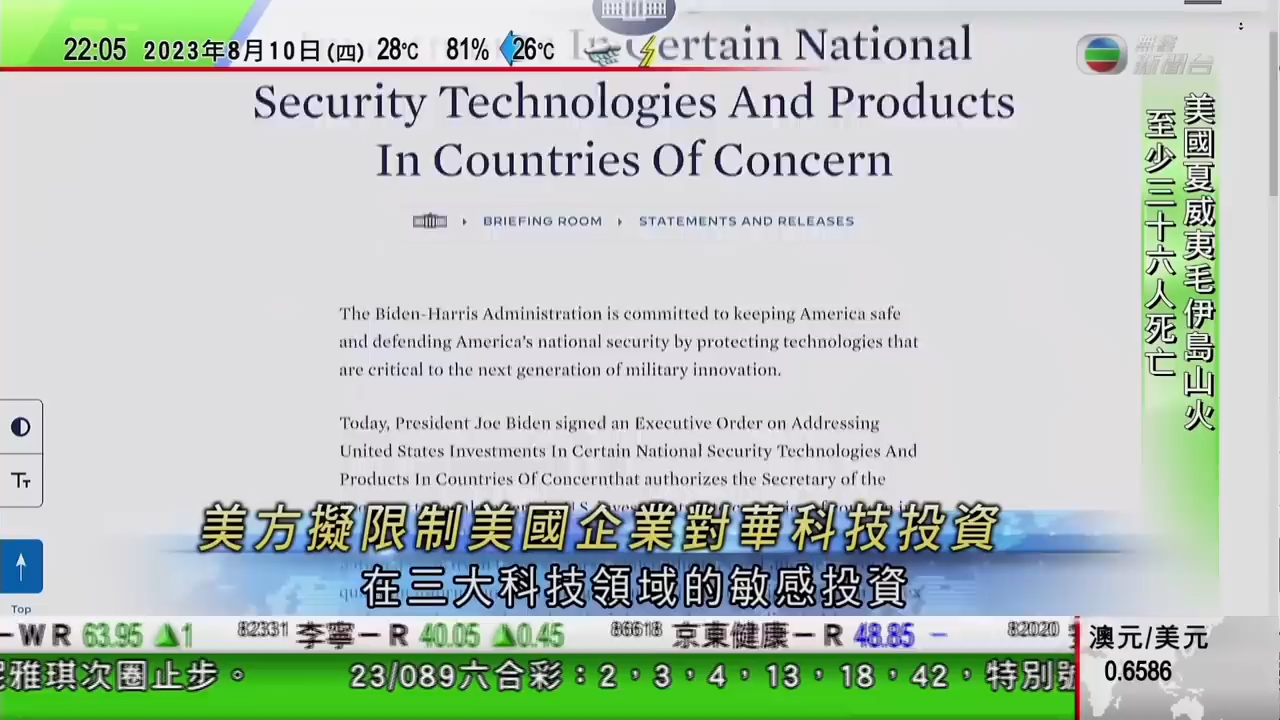 22:05 2023年8月10日(四) 28℃ 81% 26℃
無綫新聞台
In Certain National
Security Technologies And Products
In Countries Of Concern
BRIEFING ROOM
STATEMENTS AND RELEASES
美國夏威夷毛伊島山火
至少三十六人死亡
The Biden-Harris Administration is committed to keeping America safe
and defending America's national security by protecting technologies that
are critical to the next generation of military innovation.
Today, President Joe Biden signed an Executive Order on Addressing
United States Investments In Certain National Security Technologies And
Products In Countries Of Concernthat authorizes the Secretary of the
美方擬限制美國企業對華科技投資
在三大科技領域的敏感投資
Top
－WR 63.95 ▲1 82331 李寧－R 40.05 ▲0.45 86618 京東健康－R 48.85 － 82020
雅琪次圈止步。 23/089六合彩：2，3，4，13，18，42，特別號
澳元/美元
0.6586